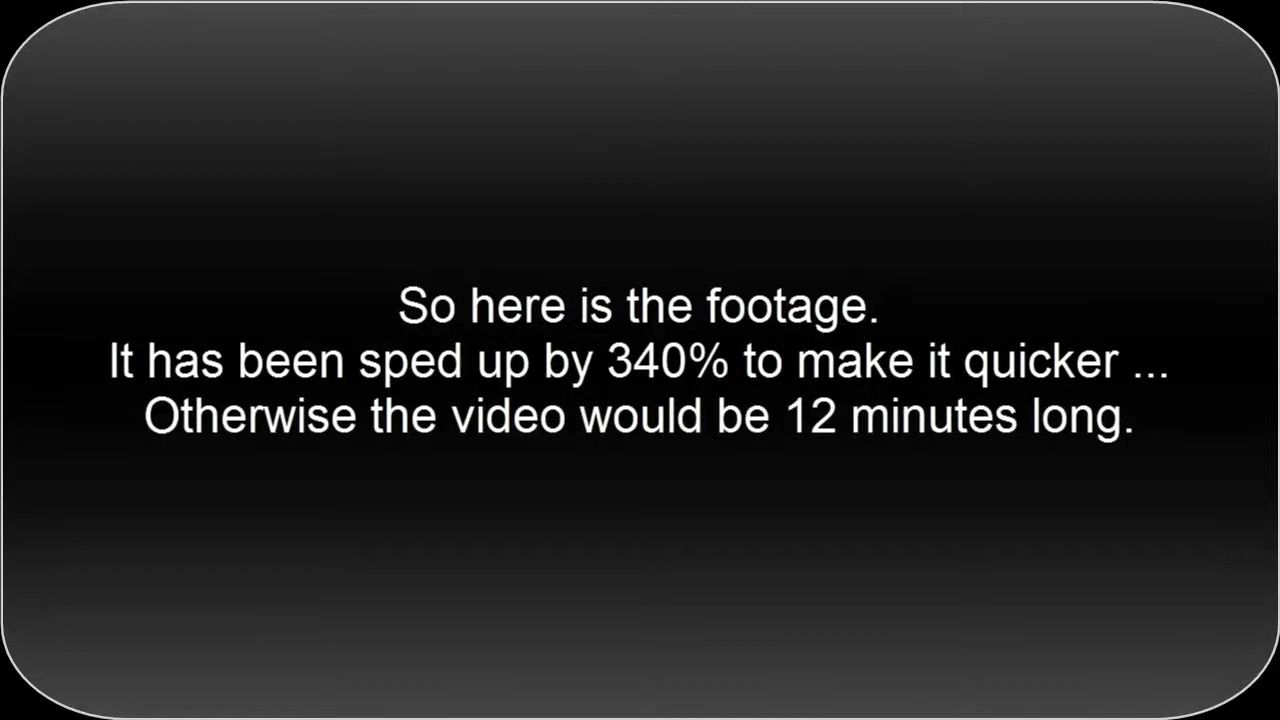 So here is the footage.
It has been sped up by 340% to make it quicker ...
Otherwise the video would be 12 minutes long.